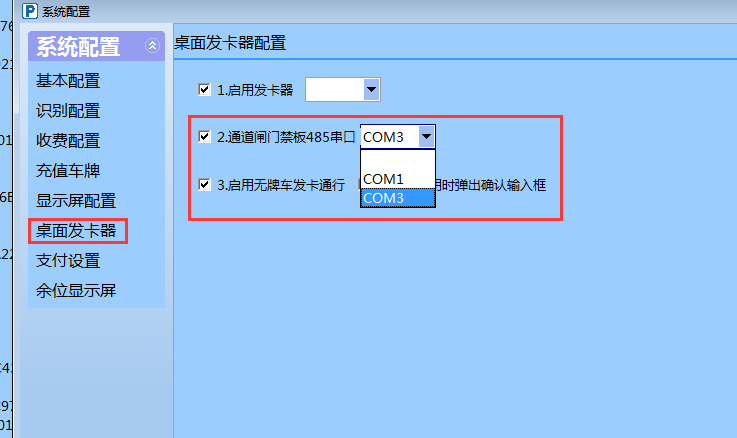 系统配置
系统配置
基本配置
识别配置
收费配置
充值车牌
显示屏配置
桌面发卡器
支付设置
余位显示屏
桌面发卡器配置
1.启用发卡器
2.通道闸门禁板485串口 COM3
COM1
COM3
3.启用无牌车发卡通行 用时弹出确认输入框